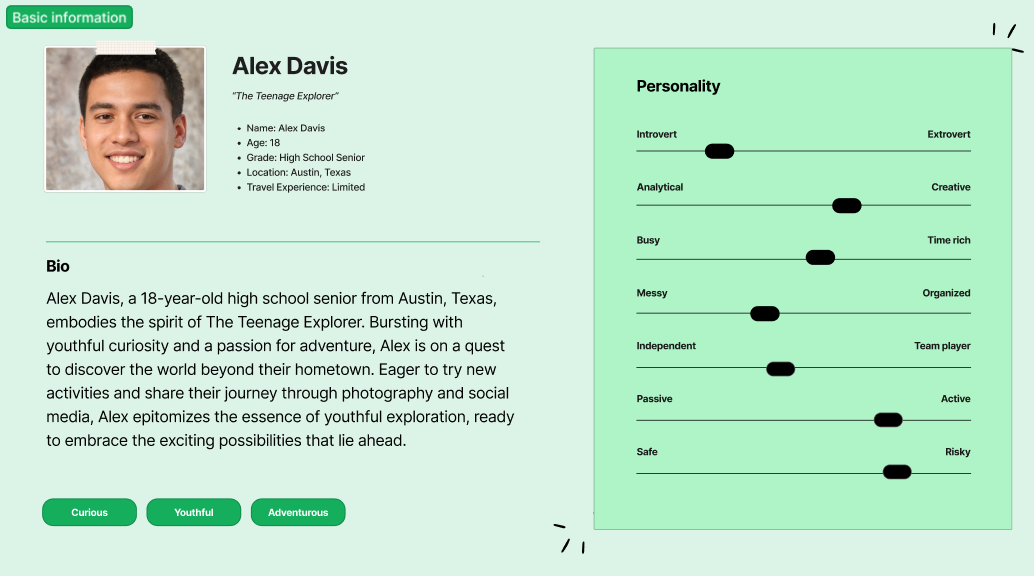 Basic information
Alex Davis
"The Teenage Explorer"
• Name: Alex Davis
• Age: 18
• Grade: High School Senior
• Location: Austin, Texas
• Travel Experience: Limited
Bio
Alex Davis, a 18-year-old high school senior from Austin, Texas,
embodies the spirit of The Teenage Explorer. Bursting with
youthful curiosity and a passion for adventure, Alex is on a quest
to discover the world beyond their hometown. Eager to try new
activities and share their journey through photography and social
media, Alex epitomizes the essence of youthful exploration, ready
to embrace the exciting possibilities that lie ahead.
Curious Youthful Adventurous
Personality
Introvert Extrovert
Analytical Creative
Busy Time rich
Messy Organized
Independent Team player
Passive Active
Safe Risky